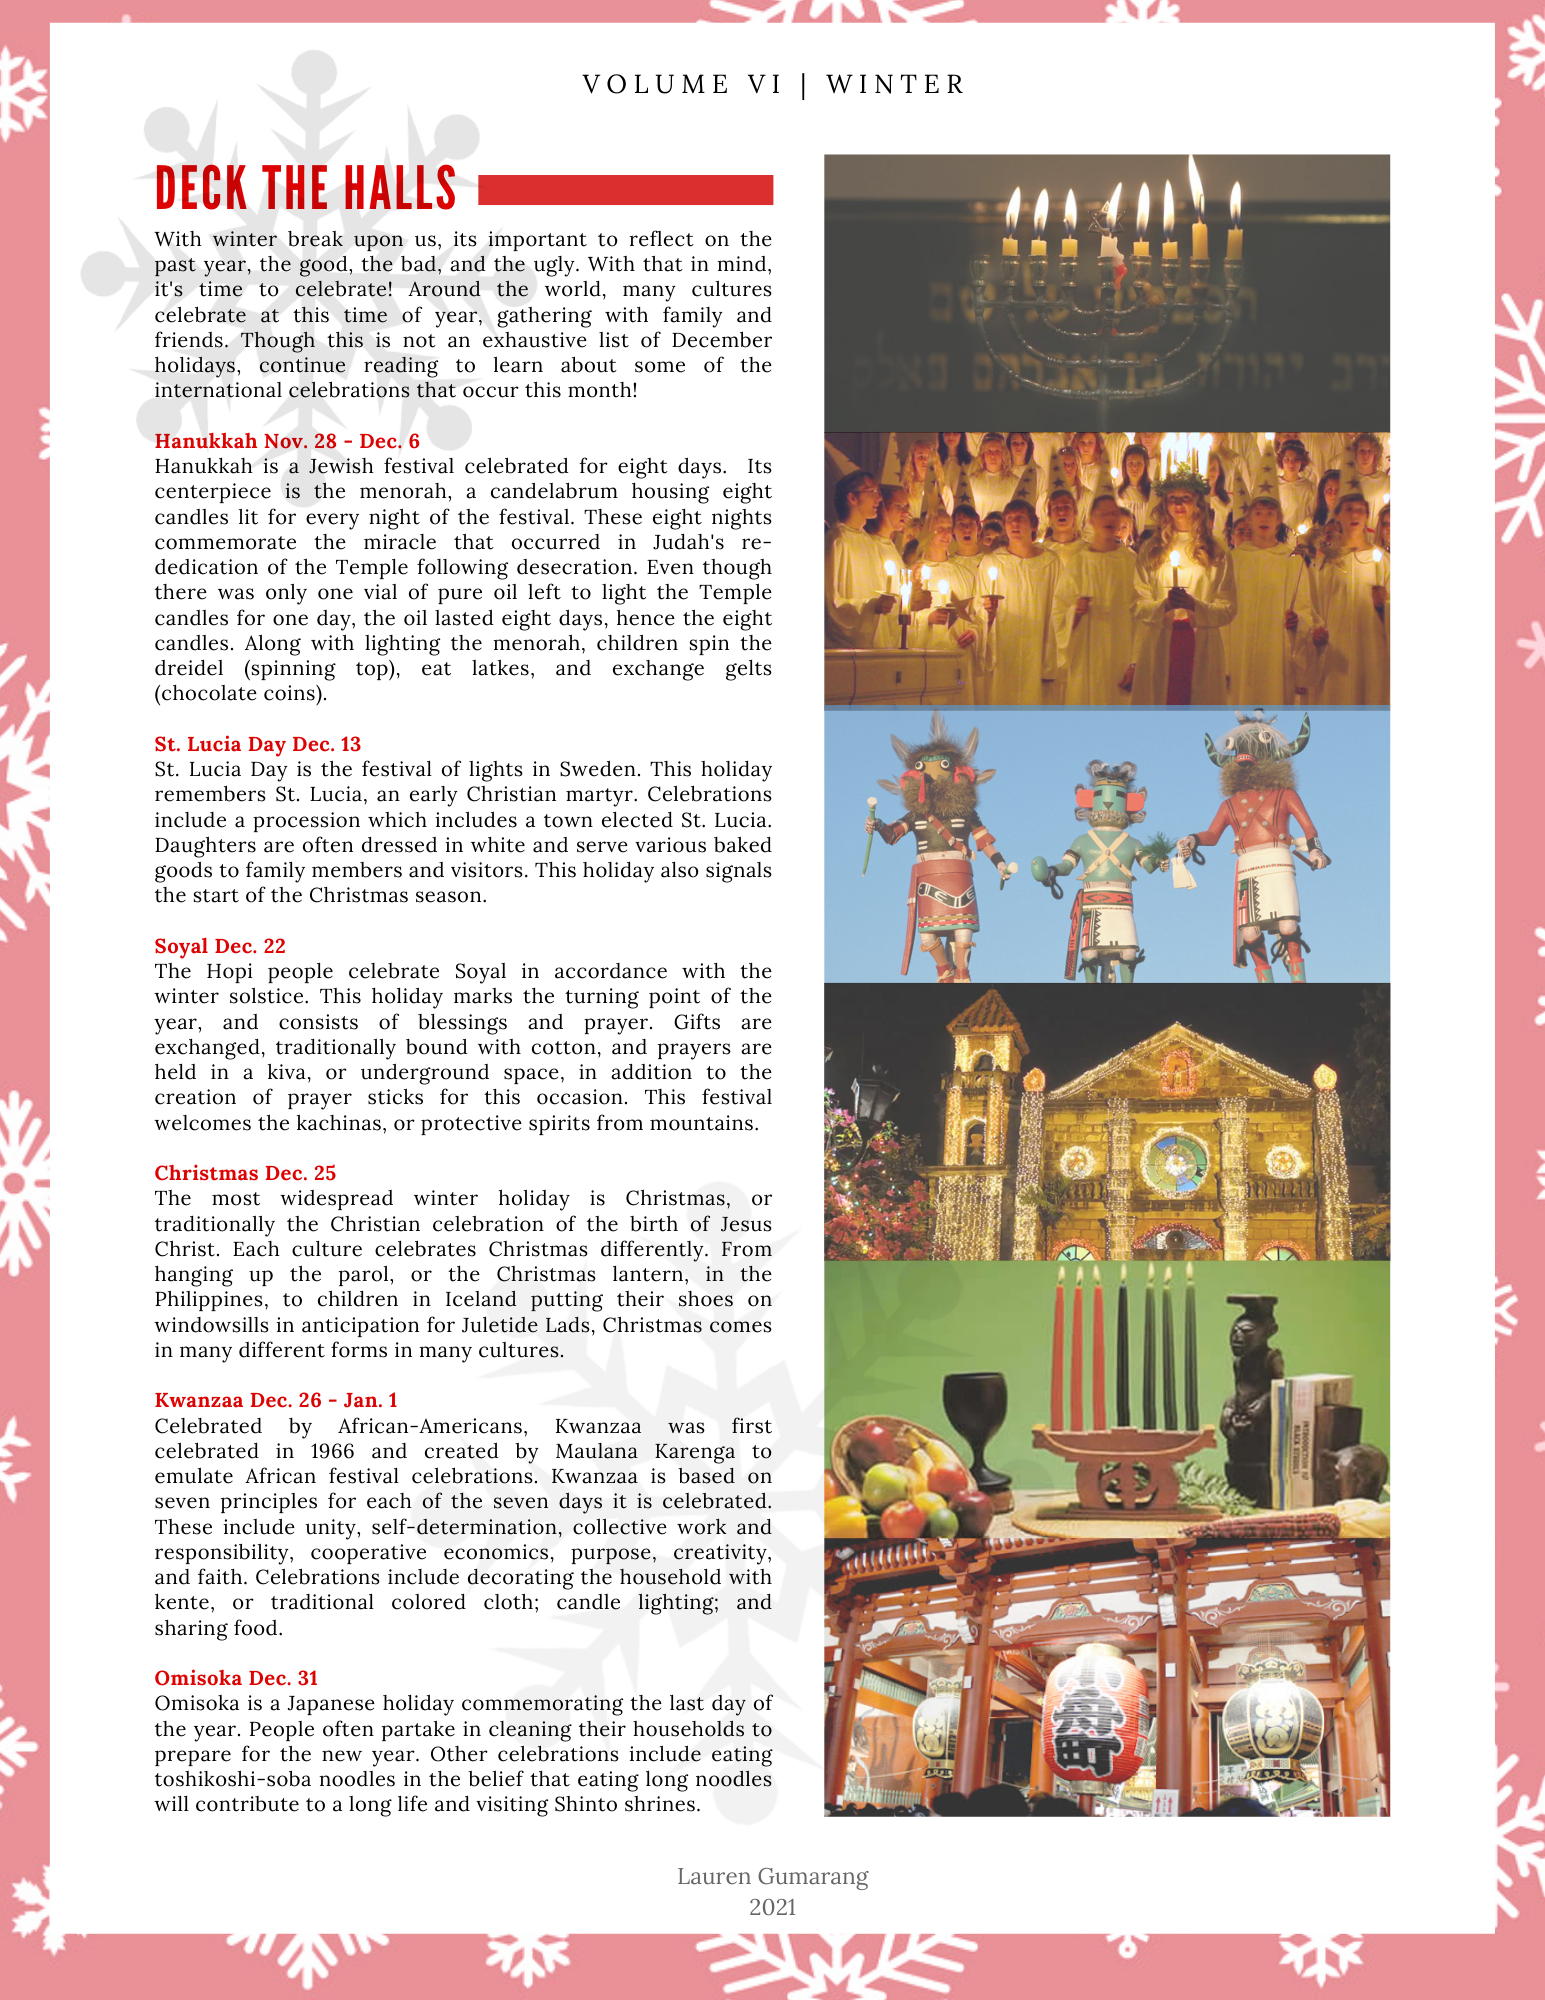 VOLUME VI | WINTER
DECK THE HALLS
With winter break upon us, its important to reflect on the
past year, the good, the bad, and the ugly. With that in mind,
it's time to celebrate! Around the world, many cultures
celebrate at this time of year, gathering with family and
friends. Though this is not an exhaustive list of December
holidays, continue reading to learn about some of the
international celebrations that occur this month!
Hanukkah Nov. 28 - Dec. 6
Hanukkah is a Jewish festival celebrated for eight days. Its
centerpiece is the menorah, a candelabrum housing eight
candles lit for every night of the festival. These eight nights
commemorate the miracle that occurred in Judah's re-
dedication of the Temple following desecration. Even though
there was only one vial of pure oil left to light the Temple
candles for one day, the oil lasted eight days, hence the eight
candles. Along with lighting the menorah, children spin the
dreidel (spinning top), eat latkes, and exchange gelts
(chocolate coins).
St. Lucia Day Dec. 13
St. Lucia Day is the festival of lights in Sweden. This holiday
remembers St. Lucia, an early Christian martyr. Celebrations
include a procession which includes a town elected St. Lucia.
Daughters are often dressed in white and serve various baked
goods to family members and visitors. This holiday also signals
the start of the Christmas season.
Soyal Dec. 22
The Hopi people celebrate Soyal in accordance with the
winter solstice. This holiday marks the turning point of the
year, and consists of blessings and prayer. Gifts are
exchanged, traditionally bound with cotton, and prayers are
held in a kiva, or underground space, in addition to the
creation of prayer sticks for this occasion. This festival
welcomes the kachinas, or protective spirits from mountains.
Christmas Dec. 25
The most widespread winter holiday is Christmas, or
traditionally the Christian celebration of the birth of Jesus
Christ. Each culture celebrates Christmas differently. From
hanging up the parol, or the Christmas lantern, in the
Philippines, to children in Iceland putting their shoes on
windowsills in anticipation for Juletide Lads, Christmas comes
in many different forms in many cultures.
Kwanzaa Dec. 26 - Jan. 1
Celebrated by African-Americans, Kwanzaa was first
celebrated in 1966 and created by Maulana Karenga to
emulate African festival celebrations. Kwanzaa is based on
seven principles for each of the seven days it is celebrated.
These include unity, self-determination, collective work and
responsibility, cooperative economics, purpose, creativity,
and faith. Celebrations include decorating the household with
kente, or traditional colored cloth; candle lighting; and
sharing food.
Omisoka Dec. 31
Omisoka is a Japanese holiday commemorating the last day of
the year. People often partake in cleaning their households to
prepare for the new year. Other celebrations include eating
toshikoshi-soba noodles in the belief that eating long noodles
will contribute to a long life and visiting Shinto shrines.
小舟町
Lauren Gumarang
2021